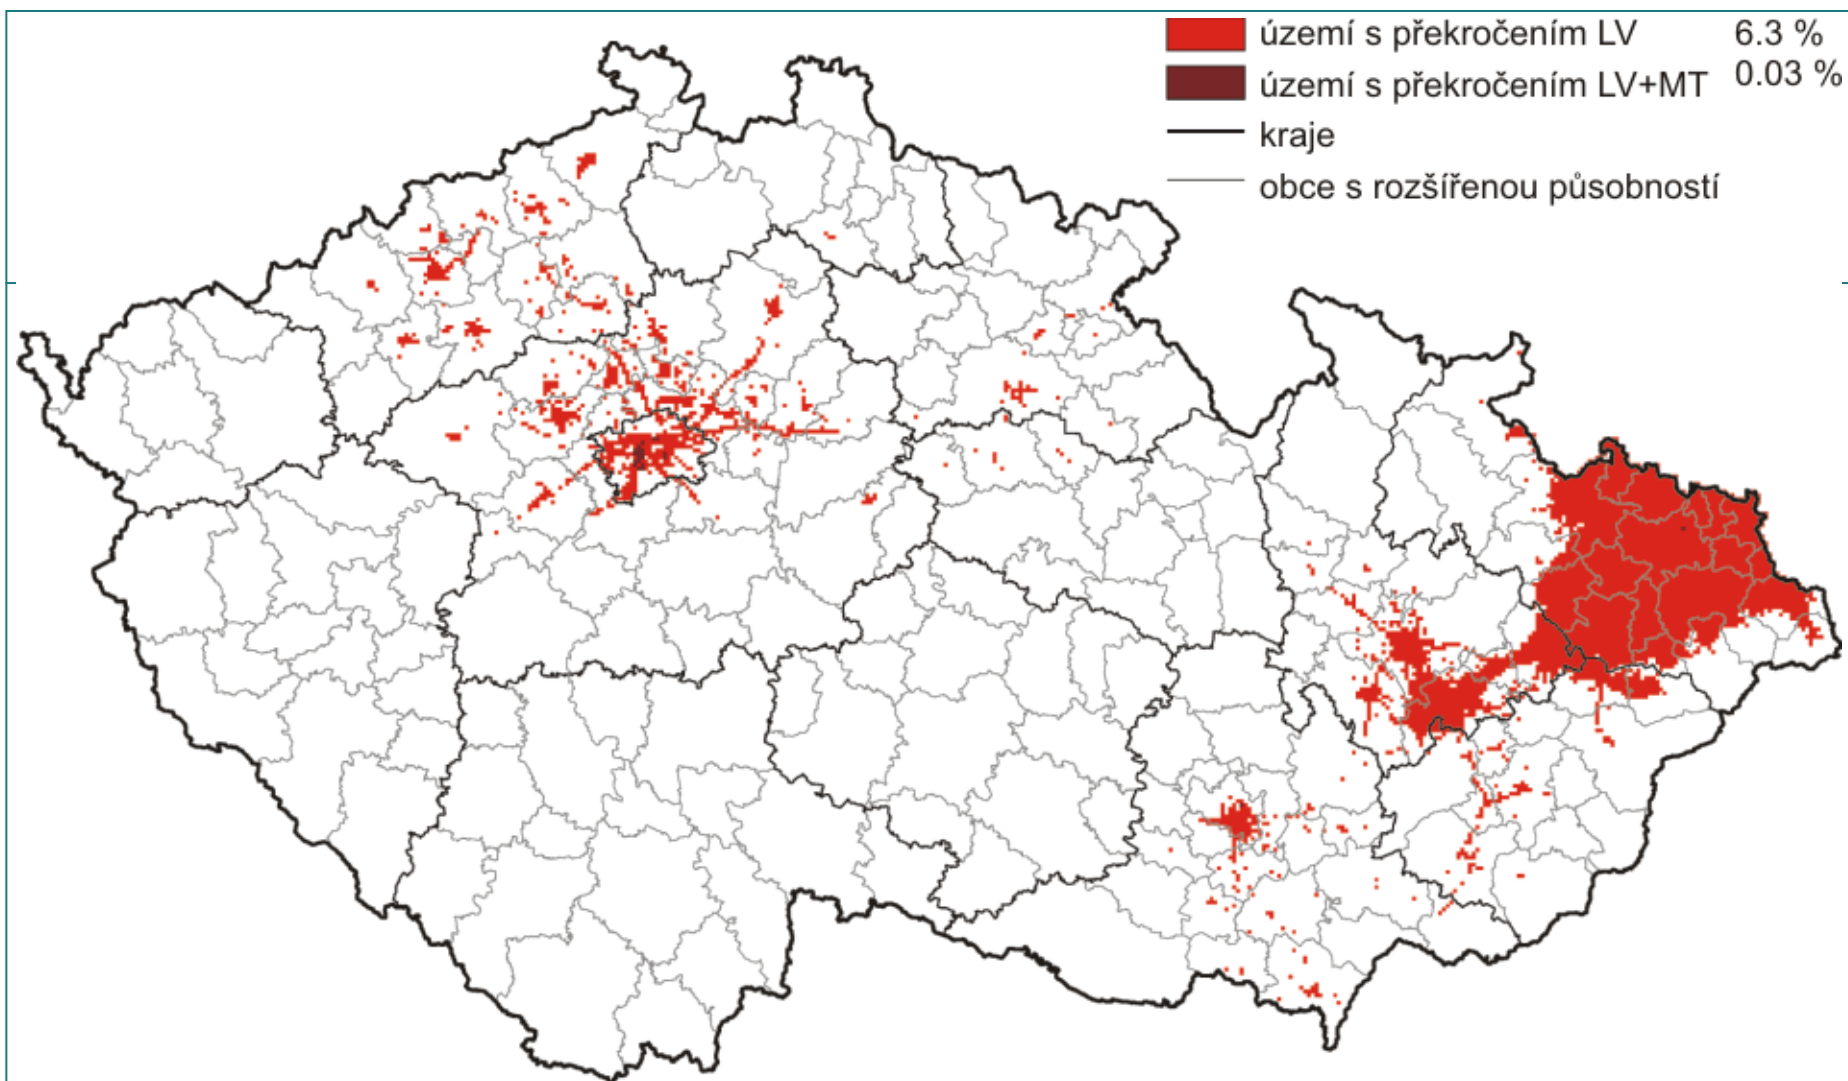 území s překročením LV 6.3 %
území s překročením LV+MT 0.03 %
kraje
obce s rozšířenou působností